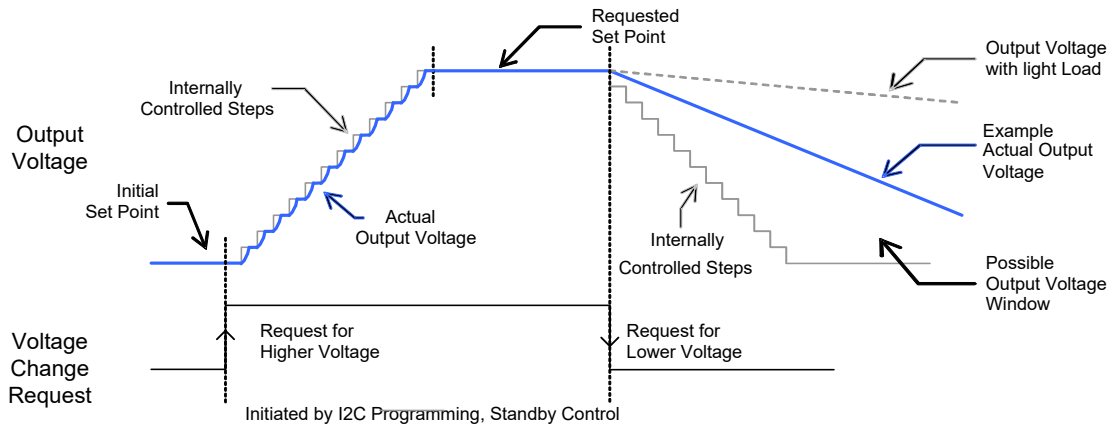 Requested
Set Point
Output Voltage
with light Load
Internally
Controlled Steps
Output
Voltage
Example
Actual Output
Voltage
Initial
Set Point
Actual
Output Voltage
Internally
Controlled Steps
Possible
Output Voltage
Window
Voltage
Change
Request
Request for
Higher Voltage
Request for
Lower Voltage
Initiated by I2C Programming, Standby Control